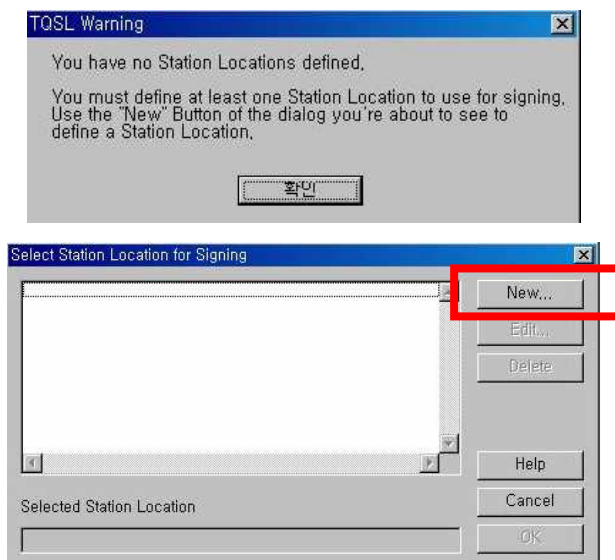 TQSL Warning
You have no Station Locations defined,
You must define at least one Station Location to use for signing,
Use the "New" Button of the dialog you're about to see to
define a Station Location,
확인
Select Station Location for Signing
New,,,
Edit,,,
Delete
Help
Selected Station Location
Cancel
OK